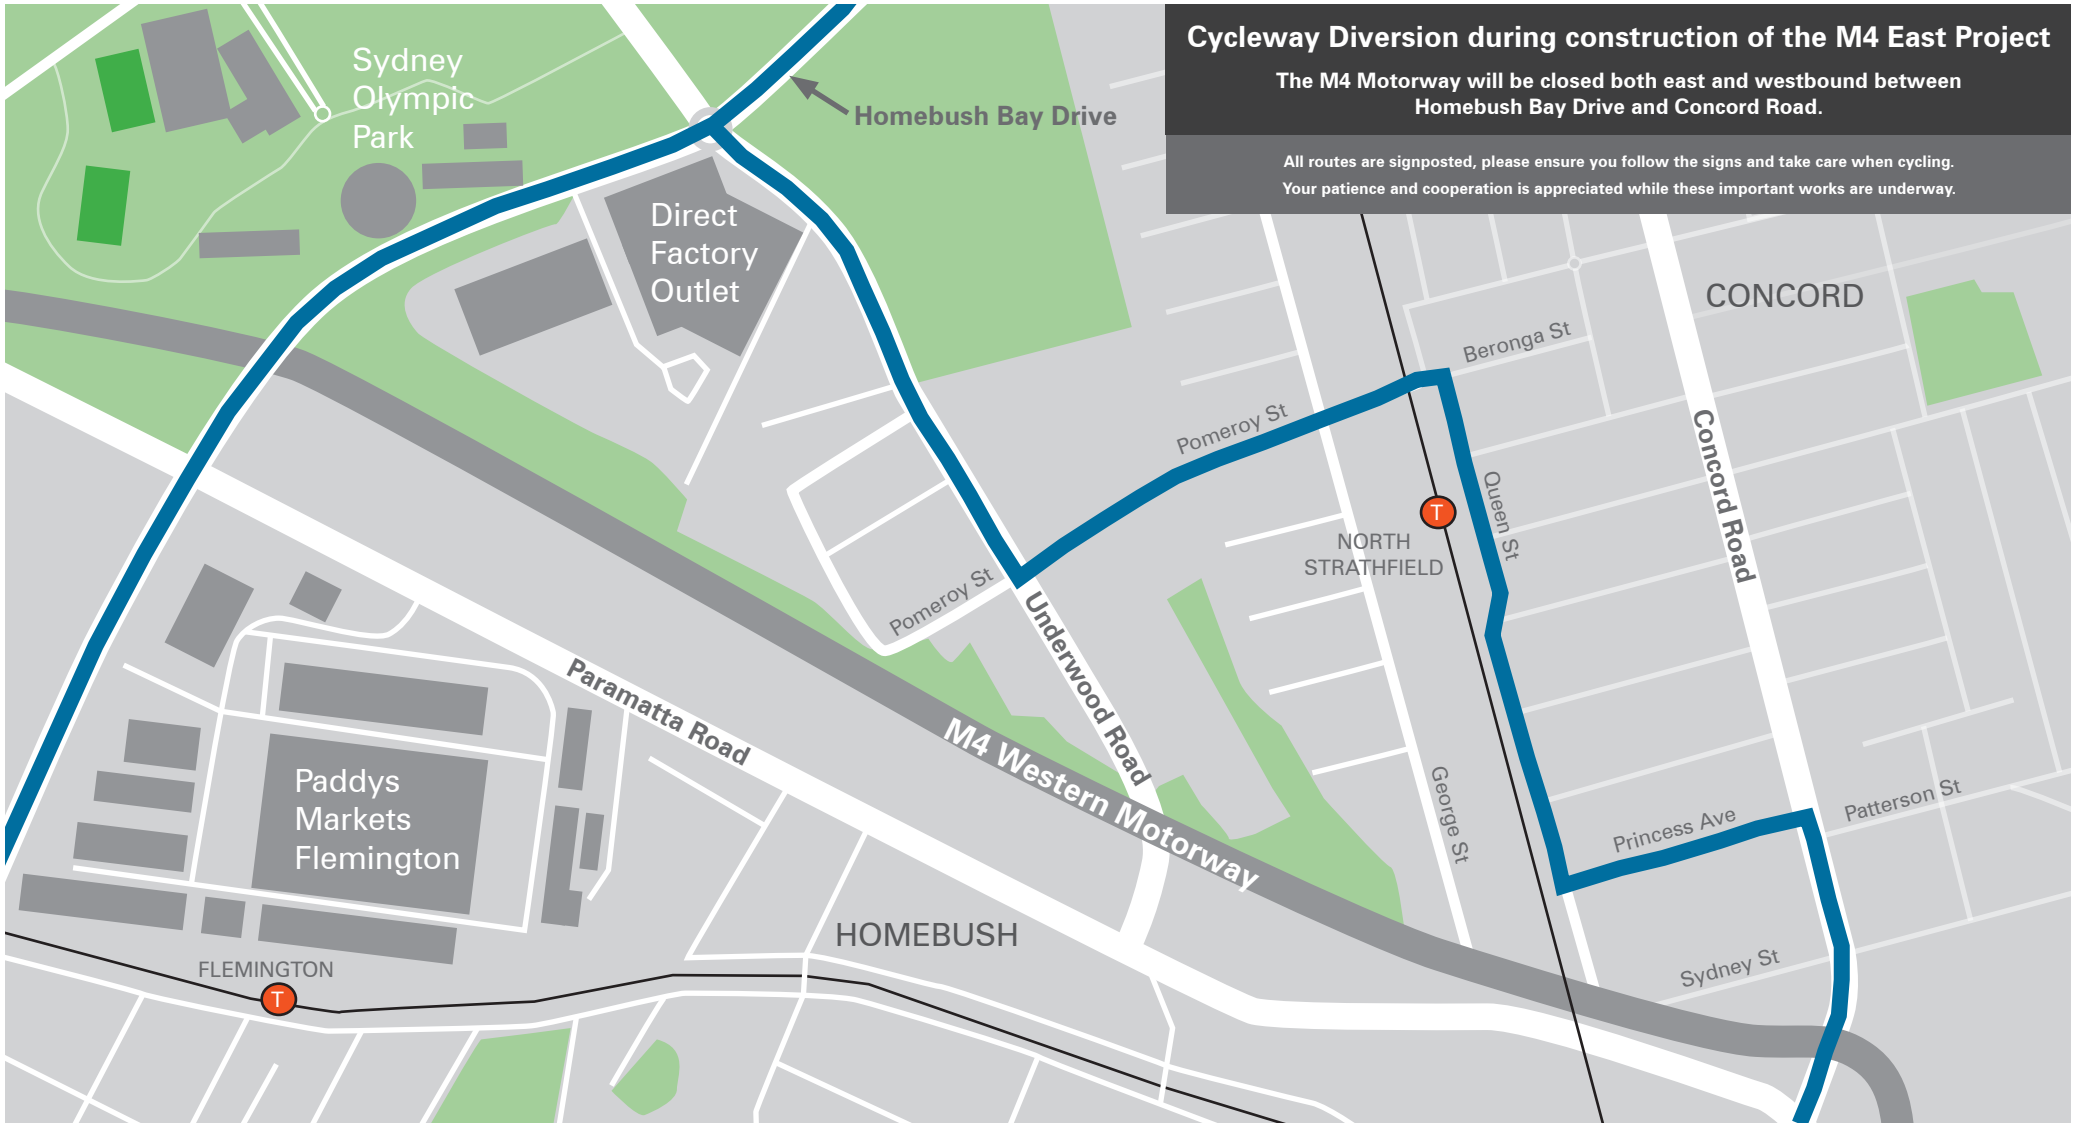 Cycleway Diversion during construction of the M4 East Project
The M4 Motorway will be closed both east and westbound between
Homebush Bay Drive and Concord Road.
All routes are signposted, please ensure you follow the signs and take care when cycling.
Your patience and cooperation is appreciated while these important works are underway.
Sydney
Olympic
Park
Homebush Bay Drive
Direct
Factory
Outlet
CONCORD
Beronga St
Pomeroy St
Concord Road
Queen St
T
NORTH
STRATHFIELD
Pomeroy St
Underwood Road
Paramatta Road
M4 Western Motorway
George St
Princess Ave
Patterson St
Paddys
Markets
Flemington
HOMEBUSH
Sydney St
FLEMINGTON
T